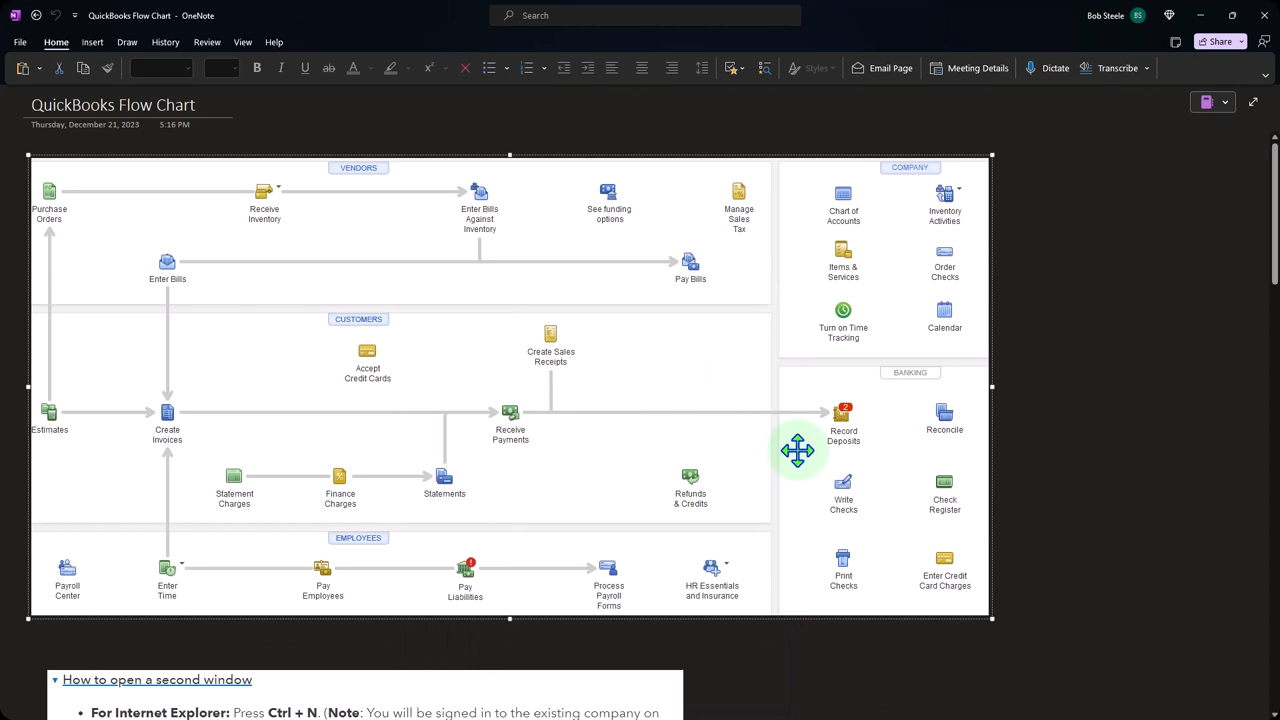 QuickBooks Flow Chart - OneNote
Search
Bob Steele
BS
File
Home
Insert
Draw
History
Review
View
Help
Share
Styles
Email Page
Meeting Details
Dictate
Transcribe
QuickBooks Flow Chart
Thursday, December 21, 2023
5:16 PM
VENDORS
Purchase
Orders
Receive
Inventory
Enter Bills
Against
Inventory
See funding
options
Manage
Sales
Tax
Enter Bills
Pay Bills
COMPANY
Chart of
Accounts
Inventory
Activities
Items &
Services
Order
Checks
Turn on Time
Tracking
Calendar
CUSTOMERS
Accept
Credit Cards
Create Sales
Receipts
Estimates
Create
Invoices
Receive
Payments
Statement
Charges
Finance
Charges
Statements
Refunds
& Credits
BANKING
2
Record
Deposits
Reconcile
Write
Checks
Check
Register
Print
Checks
Enter Credit
Card Charges
EMPLOYEES
Payroll
Center
Enter
Time
Pay
Employees
Pay
Liabilities
Process
Payroll
Forms
HR Essentials
and Insurance
How to open a second window
• For Internet Explorer: Press Ctrl + N. (Note: You will be signed in to the existing company on